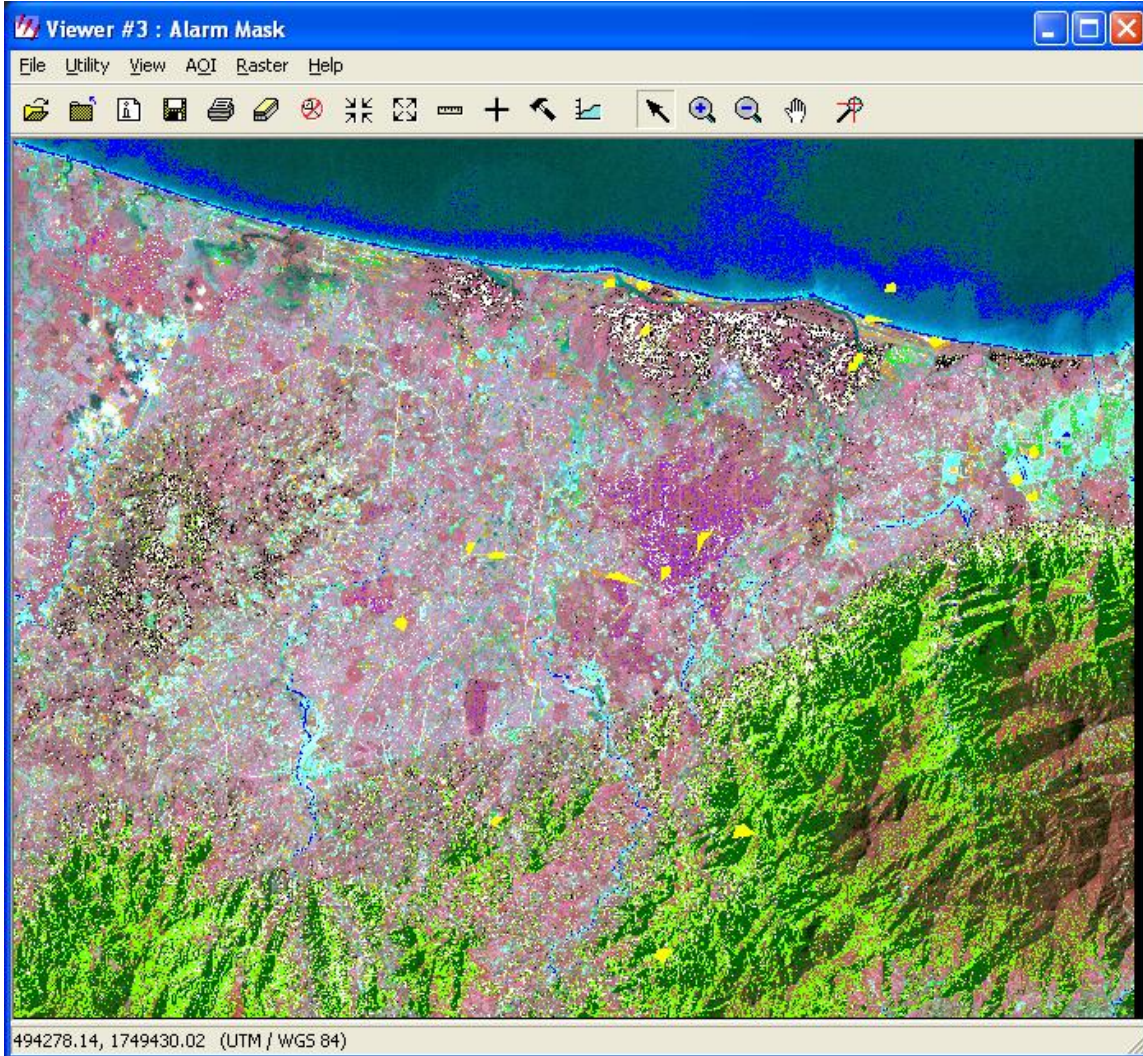 Viewer #3 : Alarm Mask
File Utility View AOI Raster Help
494278.14, 1749430.02 (UTM / WGS 84)